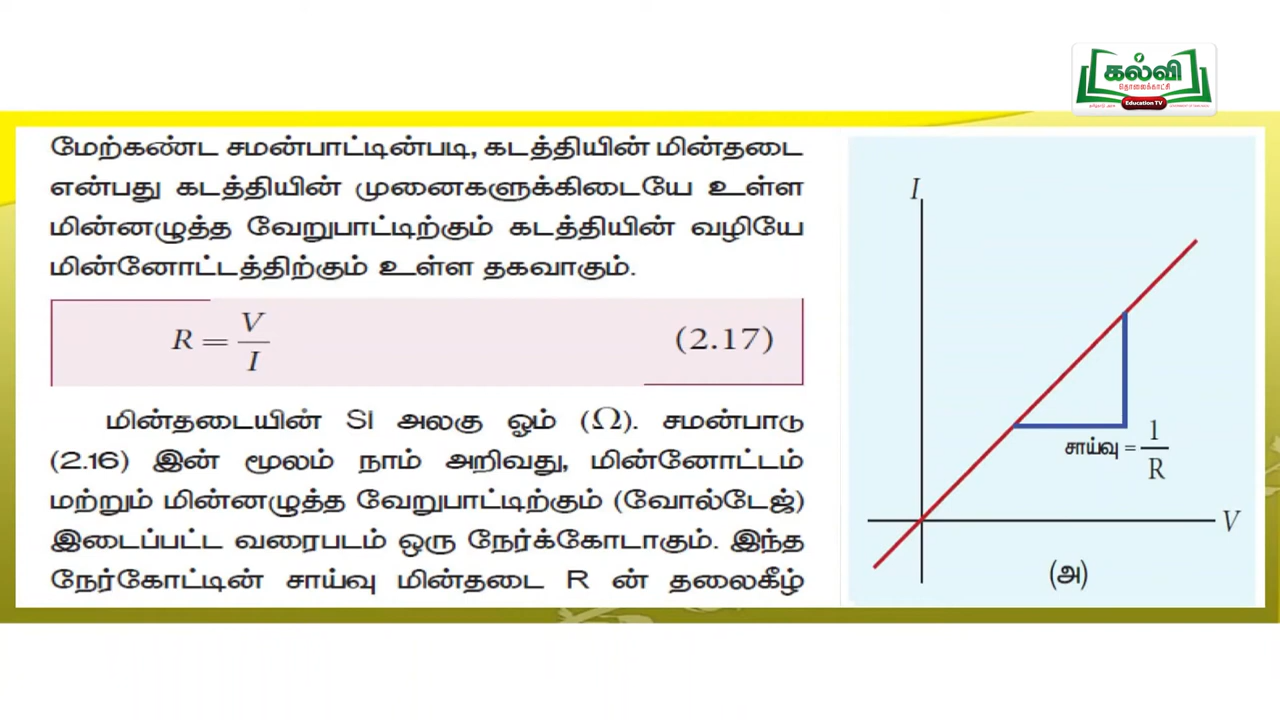 கல்வி
தொலைக்காட்சி
Education TV
மேற்கண்ட சமன்பாட்டின்படி, கடத்தியின் மின்தடை
என்பது கடத்தியின் முனைகளுக்கிடையே உள்ள
மின்னழுத்த வேறுபாட்டிற்கும் கடத்தியின் வழியே
மின்னோட்டத்திற்கும் உள்ள தகவாகும்.
R = V/I (2.17)
மின்தடையின் SI அலகு ஓம் (Ω). சமன்பாடு
(2.16) இன் மூலம் நாம் அறிவது, மின்னோட்டம்
மற்றும் மின்னழுத்த வேறுபாட்டிற்கும் (வோல்டேஜ்)
இடைப்பட்ட வரைபடம் ஒரு நேர்க்கோடாகும். இந்த
நேர்கோட்டின் சாய்வு மின்தடை R ன் தலைகீழ்
I
சாய்வு = 1/R
V
(அ)